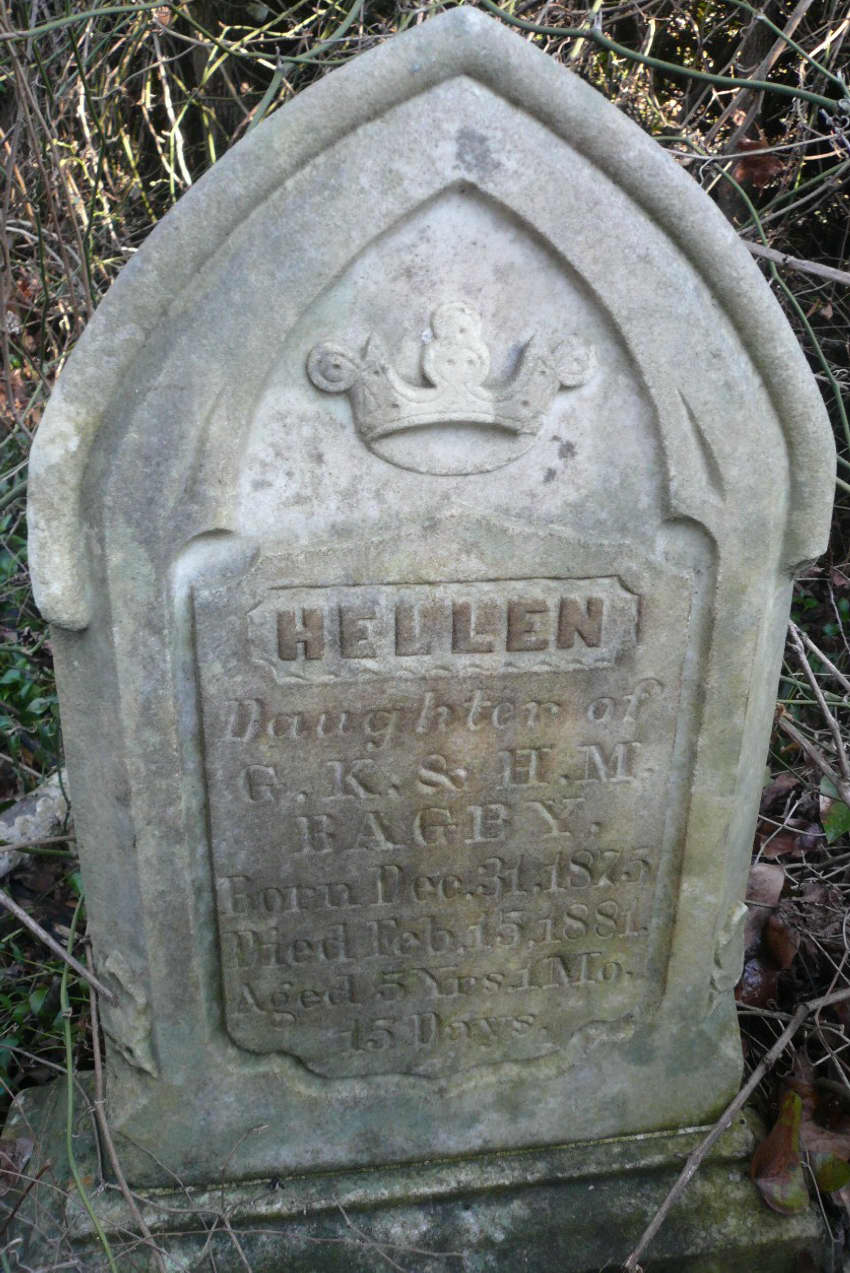 HELLEN
Daughter of
G. K. & H. M.
BAGBY.
Born Dec. 31, 1875
Died Feb. 15, 1881.
Aged 5 Yrs 1 Mo.
15 Days.